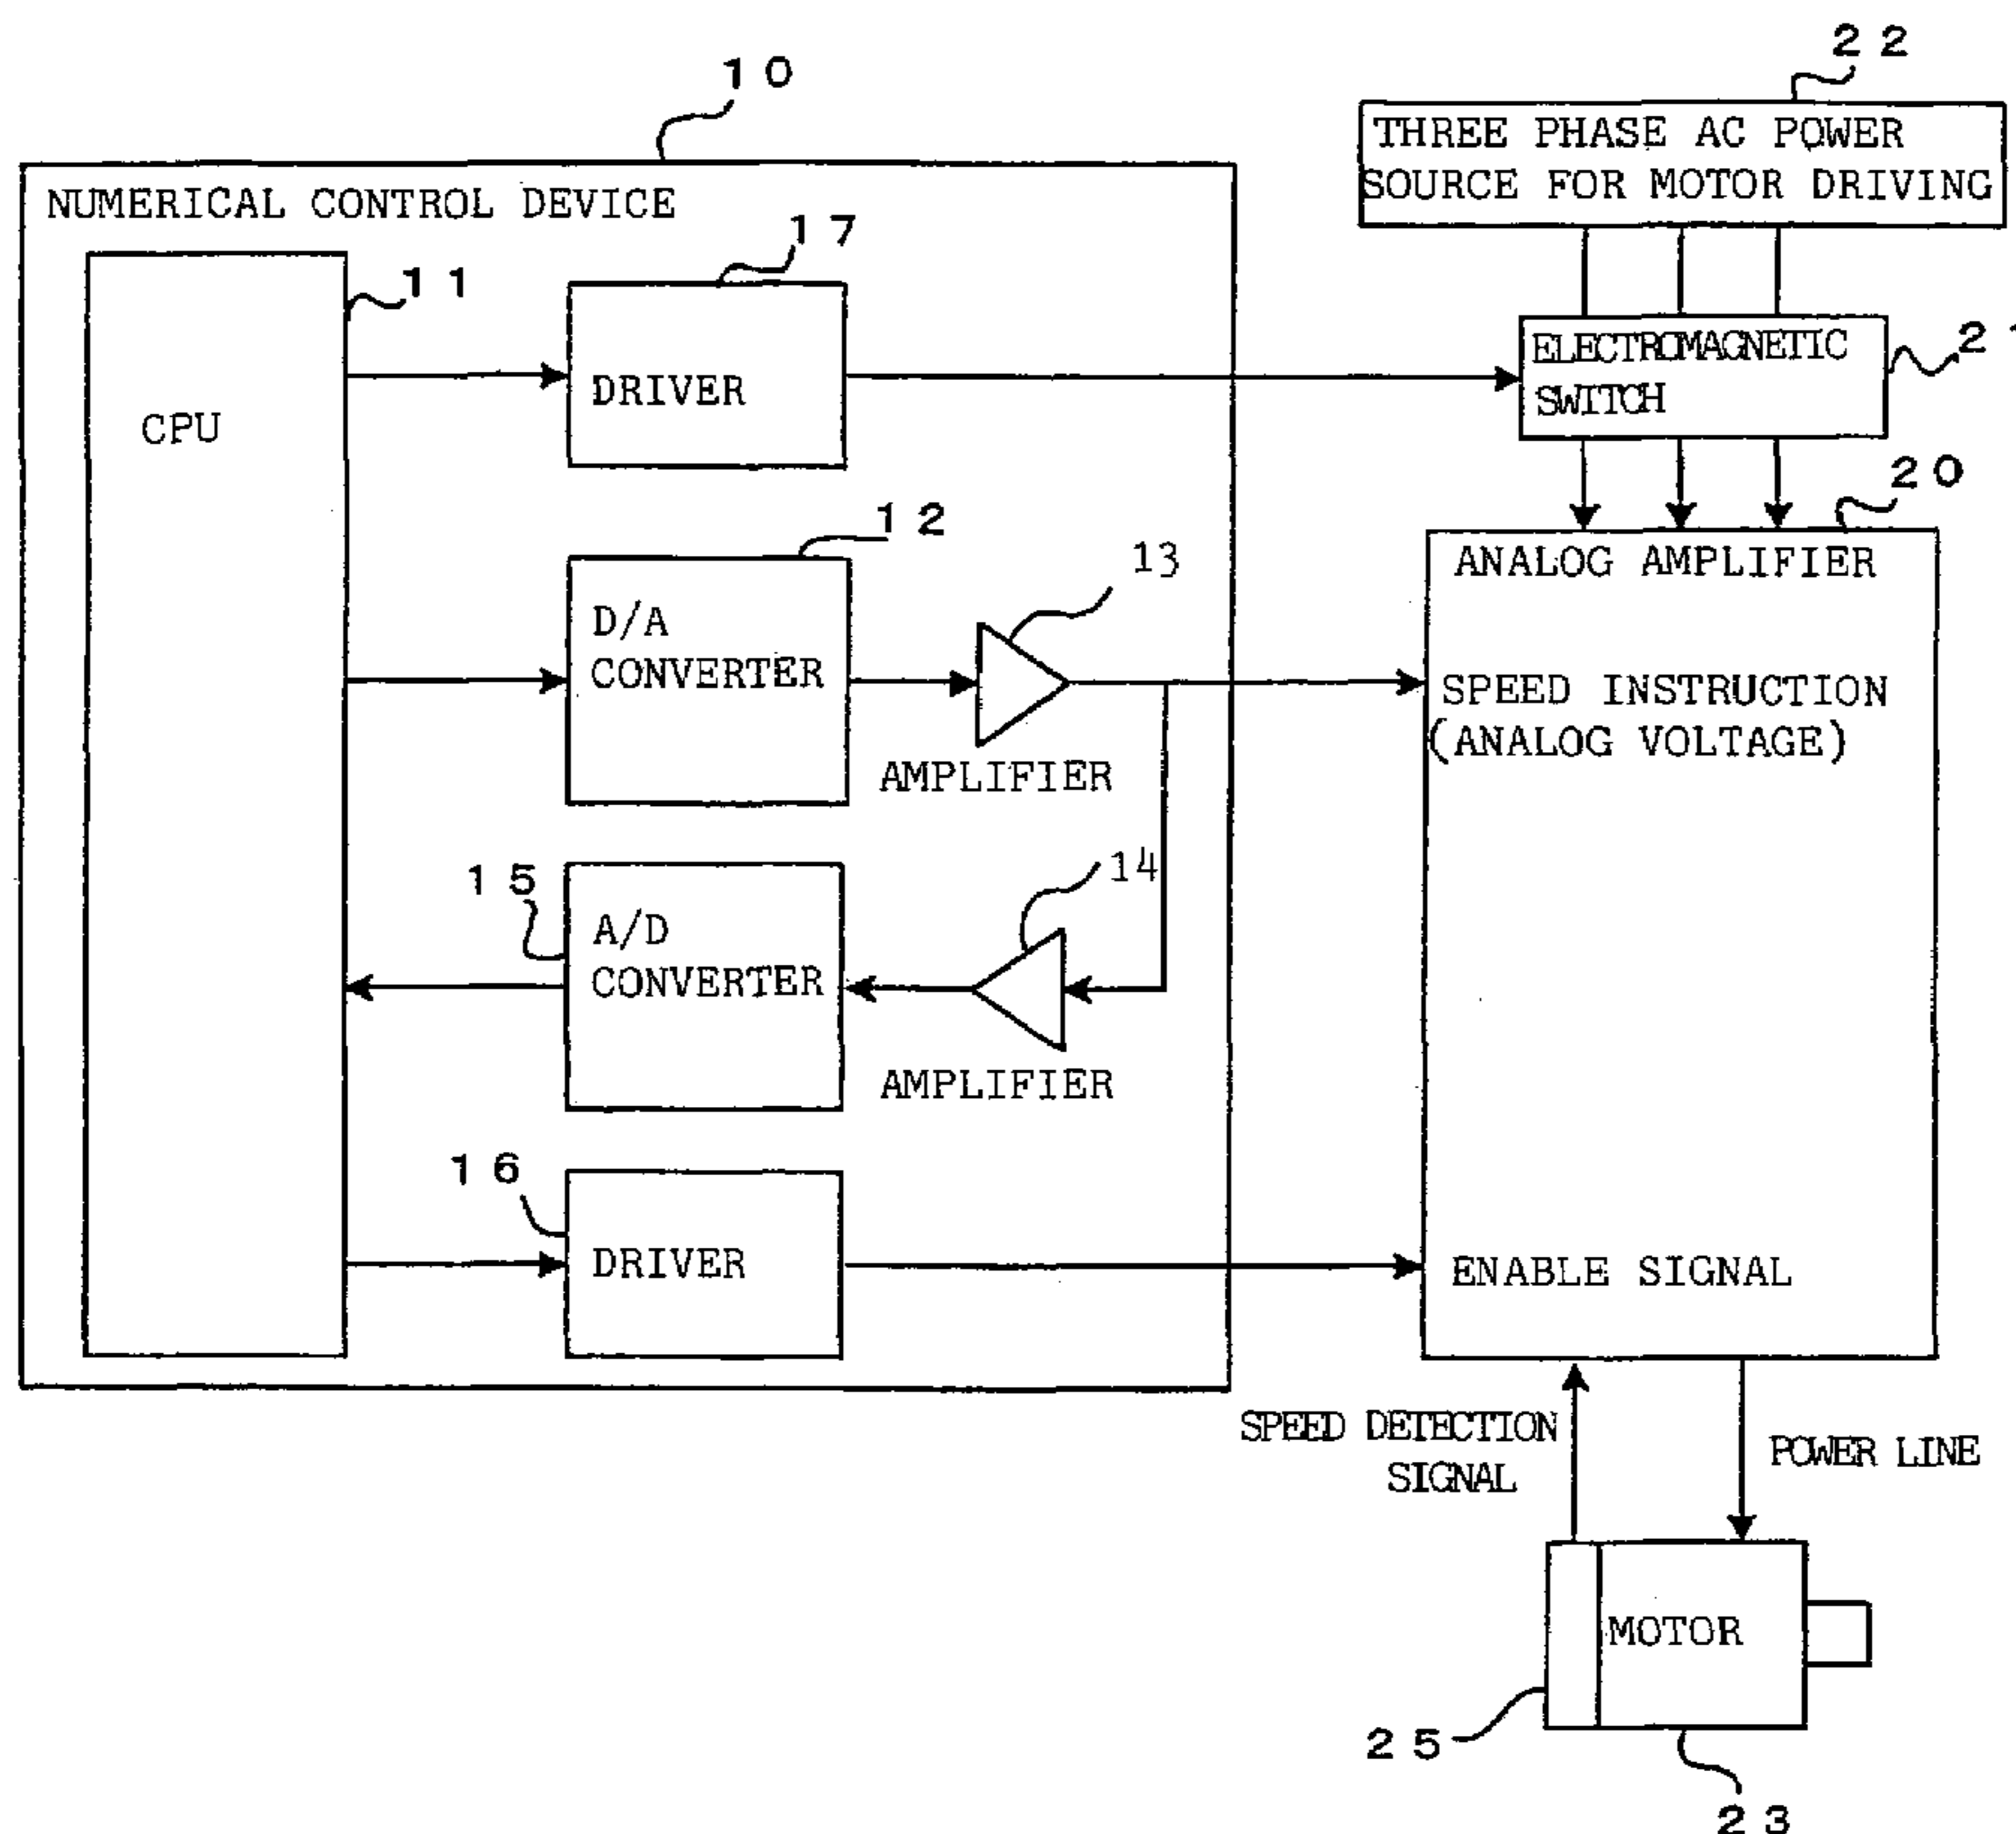 22
10
THREE PHASE AC POWER
SOURCE FOR MOTOR DRIVING
NUMERICAL CONTROL DEVICE
17
11
CPU
DRIVER
ELECTROMAGNETIC
SWITCH
20
12
13
D/A
CONVERTER
AMPLIFIER
ANALOG AMPLIFIER
SPEED INSTRUCTION
(ANALOG VOLTAGE)
15
14
A/D
CONVERTER
AMPLIFIER
16
DRIVER
ENABLE SIGNAL
SPEED DETECTION
SIGNAL
POWER LINE
MOTOR
25
23